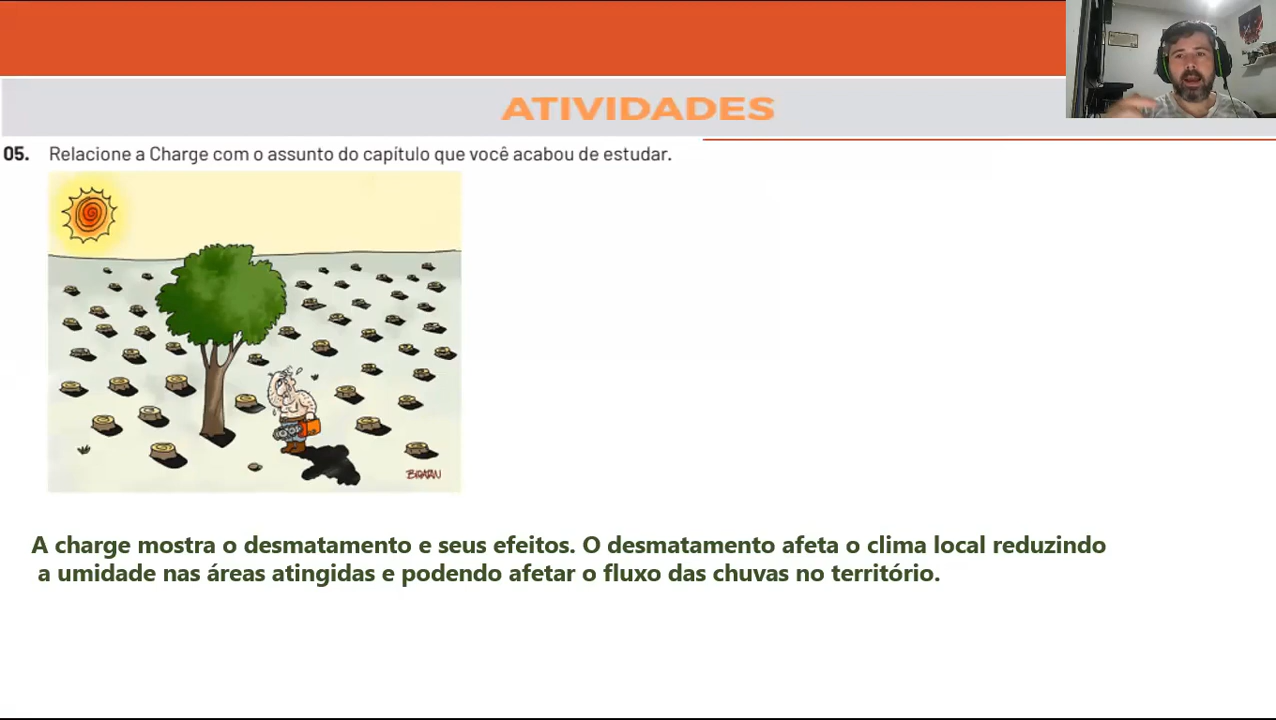 ATIVIDADES
05. Relacione a Charge com o assunto do capítulo que você acabou de estudar.
BIRATAN
A charge mostra o desmatamento e seus efeitos. O desmatamento afeta o clima local reduzindo
a umidade nas áreas atingidas e podendo afetar o fluxo das chuvas no território.